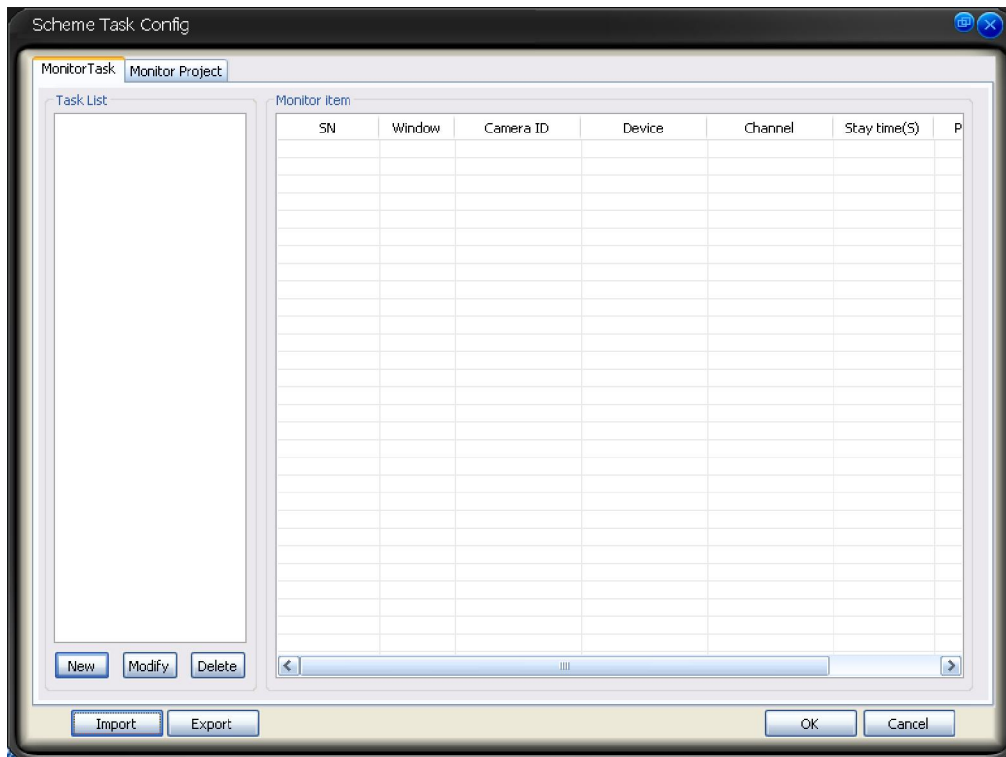 Scheme Task Config
MonitorTask Monitor Project
Task List
Monitor item
SN Window Camera ID Device Channel Stay time(S) P
New Modify Delete
Import Export OK Cancel